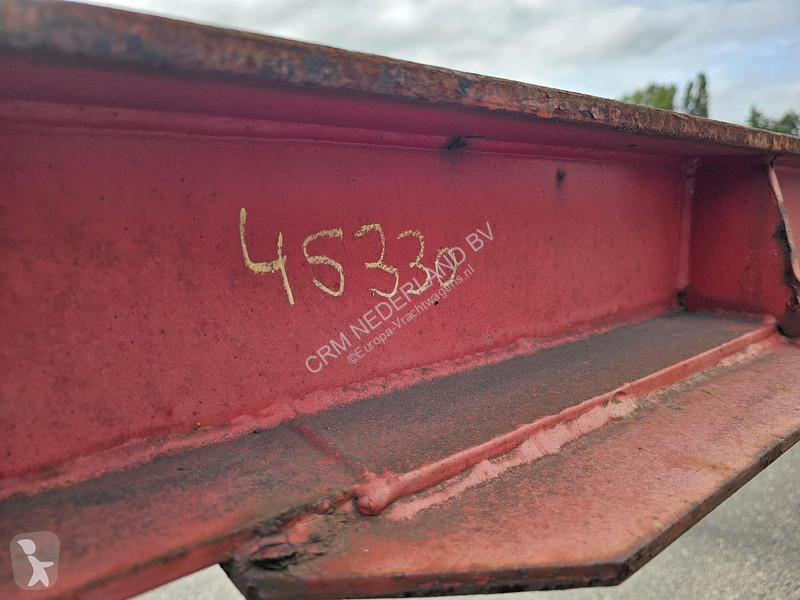 45330
CRM NEDERLAND BV
©Europa-Vrachtwagens.nl